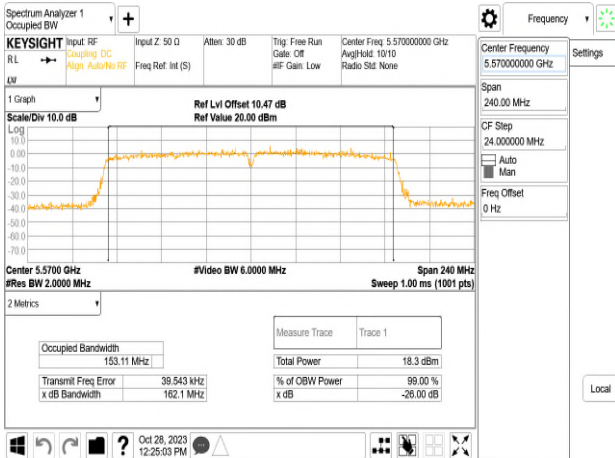 Spectrum Analyzer 1
Occupied BW
+
Frequency
KEYSIGHT Input: RF Input Z: 50 Ω Atten: 30 dB Trig: Free Run Center Freq: 5.570000000 GHz
RL Coupling: DC Gate: Off Avg|Hold: 10/10
Align: Auto/No RF Freq Ref: Int (S) #IF Gain: Low Radio Std: None
LXI
Center Frequency
5.570000000 GHz
Settings
Span
240.00 MHz
CF Step
24.000000 MHz
Auto
Man
Freq Offset
0 Hz
Local
1 Graph
Ref Lvl Offset 10.47 dB
Scale/Div 10.0 dB Ref Value 20.00 dBm
Log
10.0
0.00
-10.0
-20.0
-30.0
-40.0
-50.0
-60.0
-70.0
Center 5.5700 GHz #Video BW 6.0000 MHz Span 240 MHz
#Res BW 2.0000 MHz Sweep 1.00 ms (1001 pts)
2 Metrics
Measure Trace Trace 1
Occupied Bandwidth
153.11 MHz
Total Power 18.3 dBm
Transmit Freq Error 39.543 kHz % of OBW Power 99.00 %
x dB Bandwidth 162.1 MHz x dB -26.00 dB
? Oct 28, 2023
12:25:03 PM